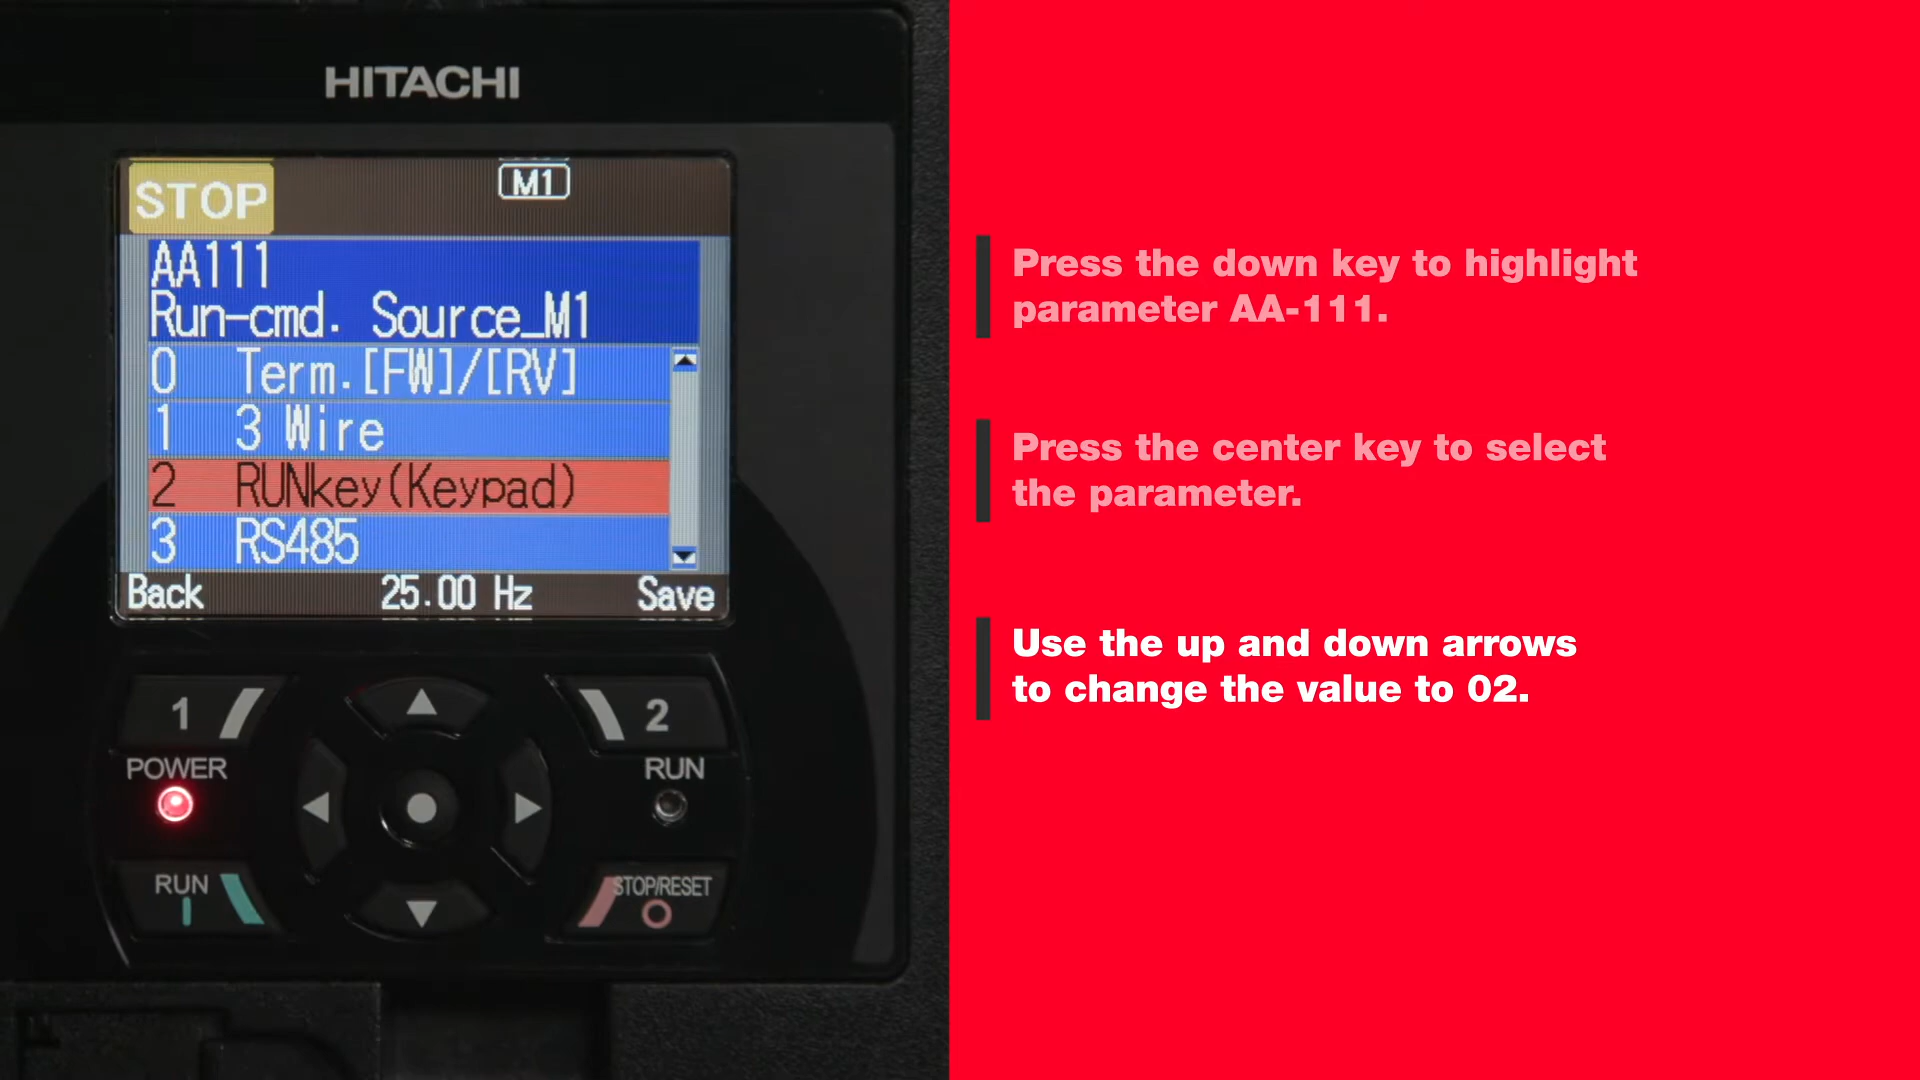 HITACHI
STOP
M1
AA111
Run-cmd. Source_M1
0 Term.[FW]/[RV]
1 3 Wire
2 RUNkey(Keypad)
3 RS485
Back 25.00 Hz Save
1
2
POWER
RUN
RUN
STOP/RESET
Press the down key to highlight
parameter AA-111.
Press the center key to select
the parameter.
Use the up and down arrows
to change the value to 02.